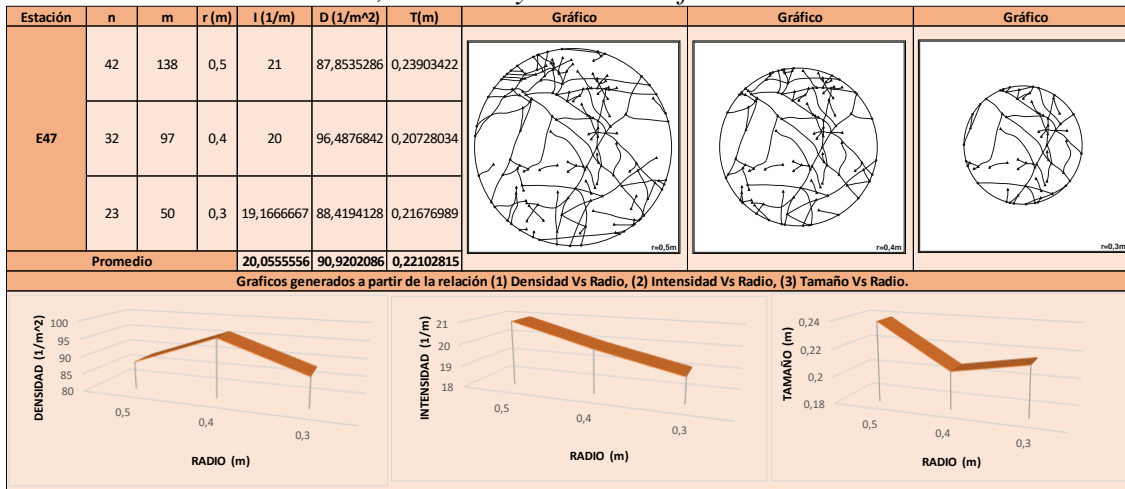 Estación n m r (m) I (1/m) D (1/m^2) T(m) Gráfico Gráfico Gráfico
E47
42 138 0,5 21 87,8535286 0,23903422
32 97 0,4 20 96,4876842 0,20728034
23 50 0,3 19,1666667 88,4194128 0,21676989
r=0,5m
r=0,4m
r=0,3m
Promedio 20,0555556 90,9202086 0,22102815
Graficos generados a partir de la relación (1) Densidad Vs Radio, (2) Intensidad Vs Radio, (3) Tamaño Vs Radio.
DENSIDAD (1/m^2)
100
95
90
85
80
0,5
0,4
0,3
RADIO (m)
INTENSIDAD (1/m)
21
20
19
18
0,5
0,4
0,3
RADIO (m)
TAMAÑO (m)
0,24
0,22
0,2
0,18
0,5
0,4
0,3
RADIO (m)